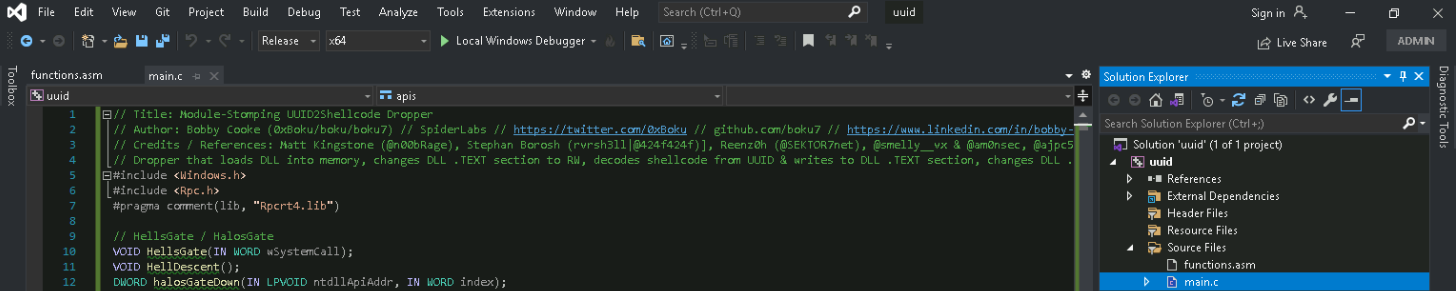 File Edit View Git Project Build Debug Test Analyze Tools Extensions Window Help Search (Ctrl+Q) uuid Sign in
Release x64 Local Windows Debugger Live Share ADMIN
Toolbox
functions.asm main.c
uuid apis
1 // Title: Module-Stomping UUID2Shellcode Dropper
2 // Author: Bobby Cooke (0xBoku/boku/boku7) // SpiderLabs // https://twitter.com/0xBoku // github.com/boku7 // https://www.linkedin.com/in/bobby-
3 // Credits / References: Matt Kingstone (@n00bRage), Stephan Borosh (rvrsh3ll|@424f424f)], Reenz0h (@SEKTOR7net), @smelly__vx & @am0nsec, @ajpc5
4 // Dropper that loads DLL into memory, changes DLL .TEXT section to RW, decodes shellcode from UUID & writes to DLL .TEXT section, changes DLL .
5 #include <Windows.h>
6 #include <Rpc.h>
7 #pragma comment(lib, "Rpcrt4.lib")
8
9 // HellsGate / HalosGate
10 VOID HellsGate(IN WORD wSystemCall);
11 VOID HellDescent();
12 DWORD halosGateDown(IN LPVOID ntdllApiAddr, IN WORD index);
Solution Explorer
Search Solution Explorer (Ctrl+;)
Solution 'uuid' (1 of 1 project)
uuid
References
External Dependencies
Header Files
Resource Files
Source Files
functions.asm
main.c
Diagnostic Tools